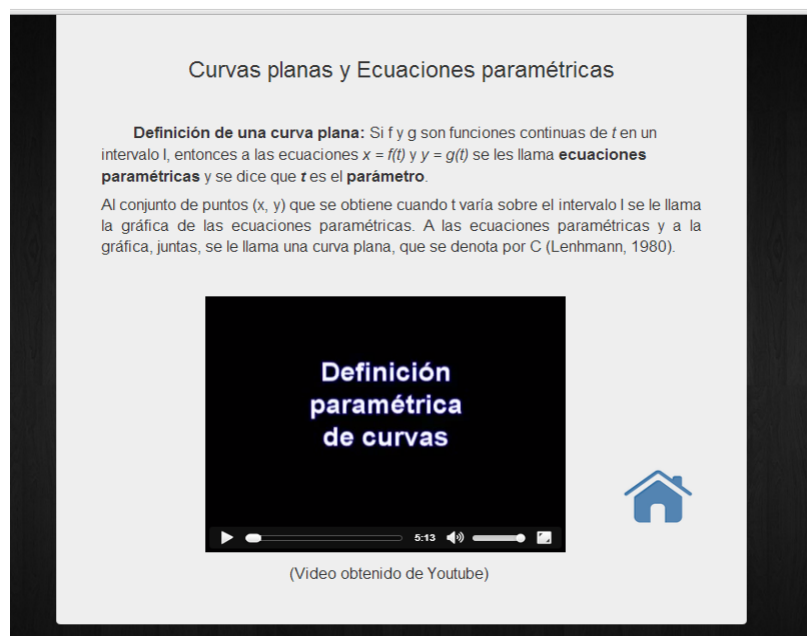 Curvas planas y Ecuaciones paramétricas
Definición de una curva plana: Si f y g son funciones continuas de t en un
intervalo I, entonces a las ecuaciones x = f(t) y y = g(t) se les llama ecuaciones
paramétricas y se dice que t es el parámetro.
Al conjunto de puntos (x, y) que se obtiene cuando t varía sobre el intervalo I se le llama
la gráfica de las ecuaciones paramétricas. A las ecuaciones paramétricas y a la
gráfica, juntas, se le llama una curva plana, que se denota por C (Lenhmann, 1980).
Definición
paramétrica
de curvas
5:13
(Video obtenido de Youtube)